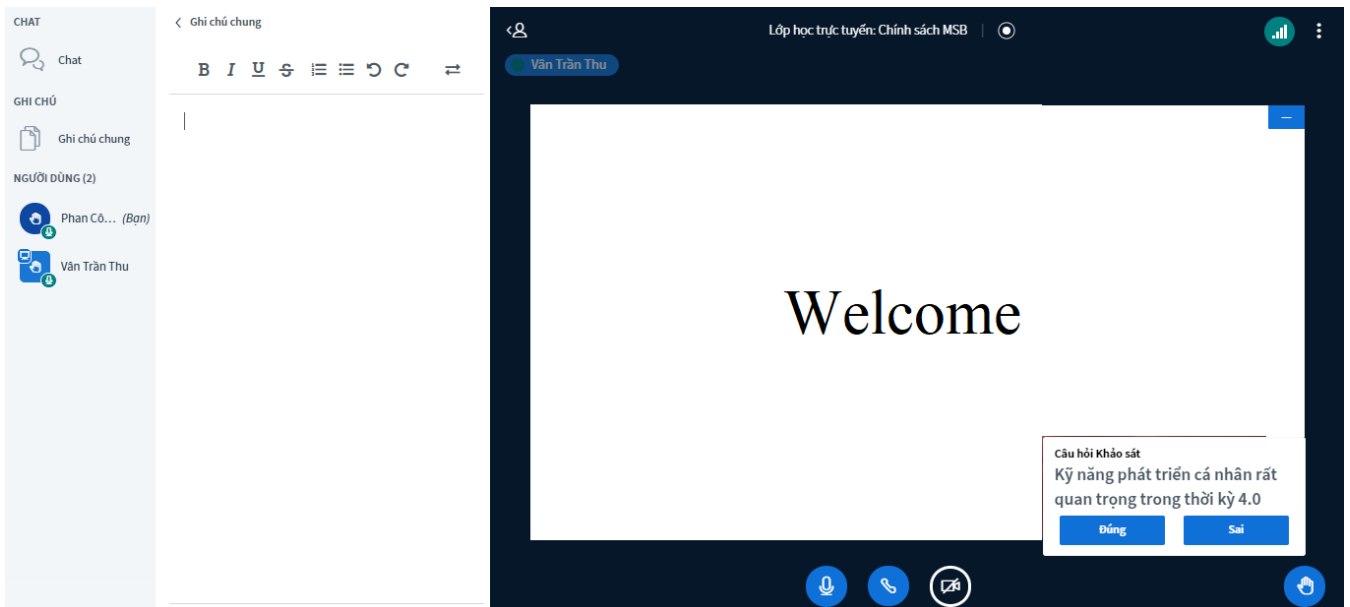 CHAT
Chat
GHI CHÚ
Ghi chú chung
NGƯỜI DÙNG (2)
Phan Cô... (Bạn)
Vân Trần Thu
Ghi chú chung
B I U S
Lớp học trực tuyến: Chính sách MSB
Vân Trần Thu
Welcome
Câu hỏi Khảo sát
Kỹ năng phát triển cá nhân rất
quan trọng trong thời kỳ 4.0
Đúng
Sai